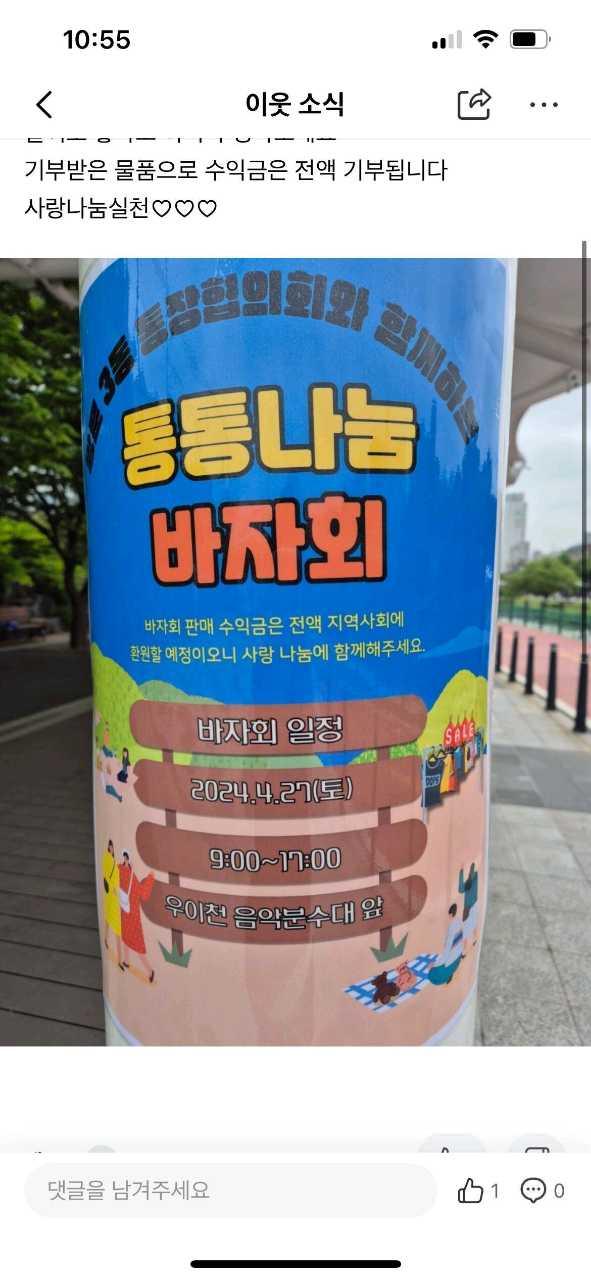 10:55
이웃 소식
기부받은 물품으로 수익금은 전액 기부됩니다
사랑나눔실천♡♡♡
3동 통장협의회와 함께하는
통통나눔
바자회
바자회 판매 수익금은 전액 지역사회에
환원할 예정이오니 사랑 나눔에 함께해주세요.
SALE
바자회 일정
2024.4.27(토)
9:00~17:00
우이천 음악분수대 앞
댓글을 남겨주세요
1
0